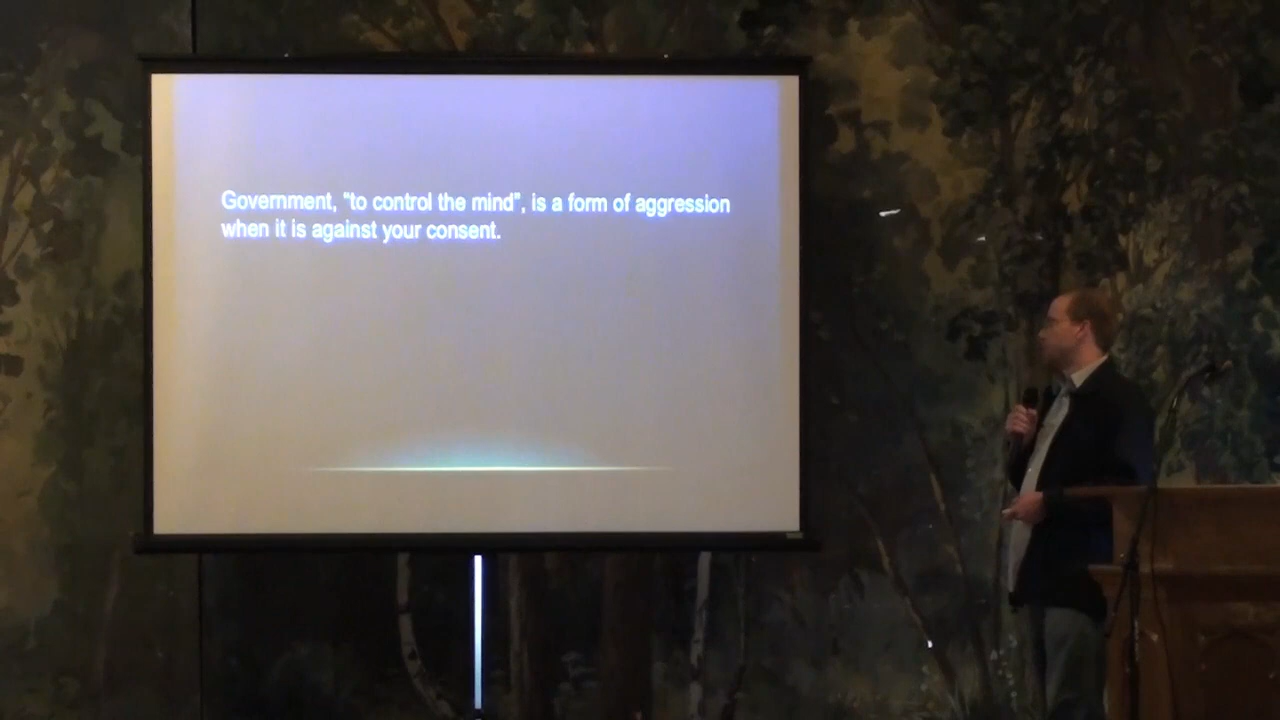 Government, "to control the mind", is a form of aggression
when it is against your consent.